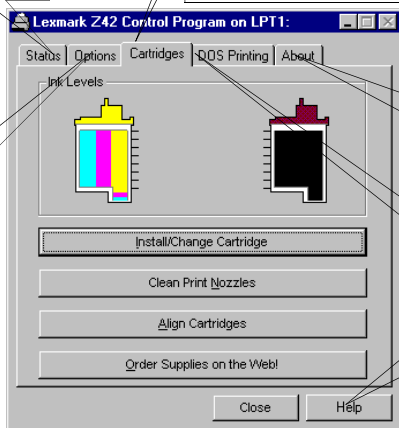 Lexmark Z42 Control Program on LPT1:
Status Options Cartridges DOS Printing About
Ink Levels
Install/Change Cartridge
Clean Print Nozzles
Align Cartridges
Order Supplies on the Web!
Close Help